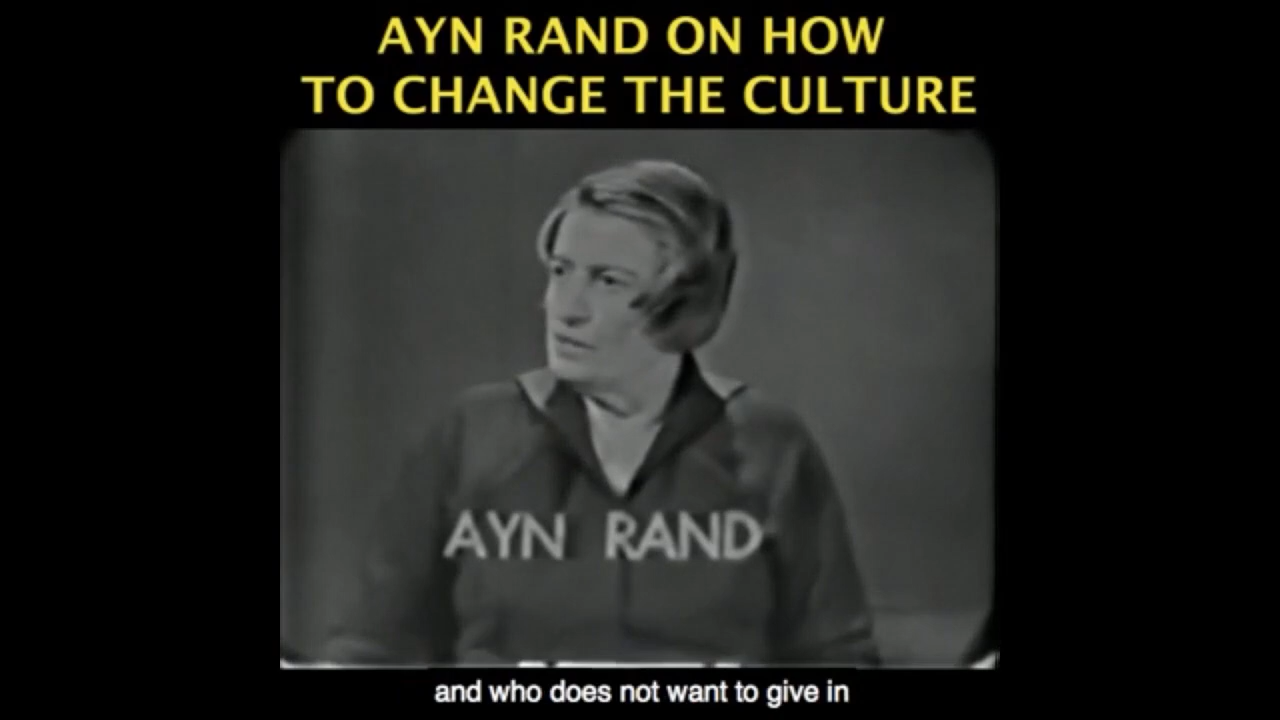 AYN RAND ON HOW
TO CHANGE THE CULTURE
AYN RAND
and who does not want to give in